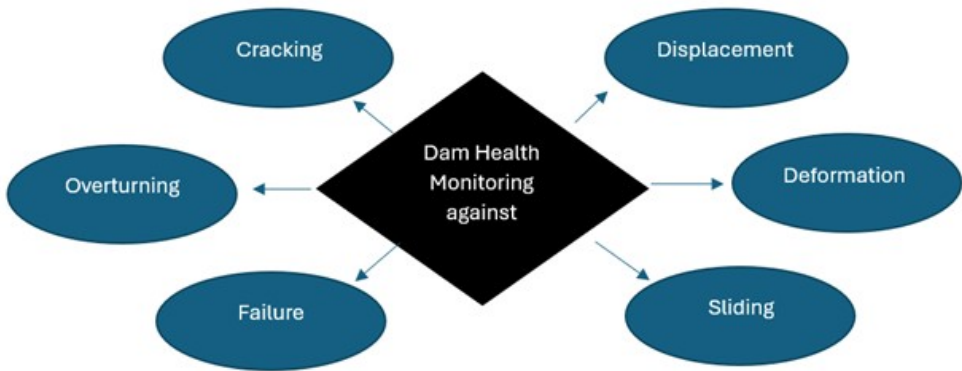 Cracking
Displacement
Dam Health
Monitoring
against
Overturning
Deformation
Failure
Sliding